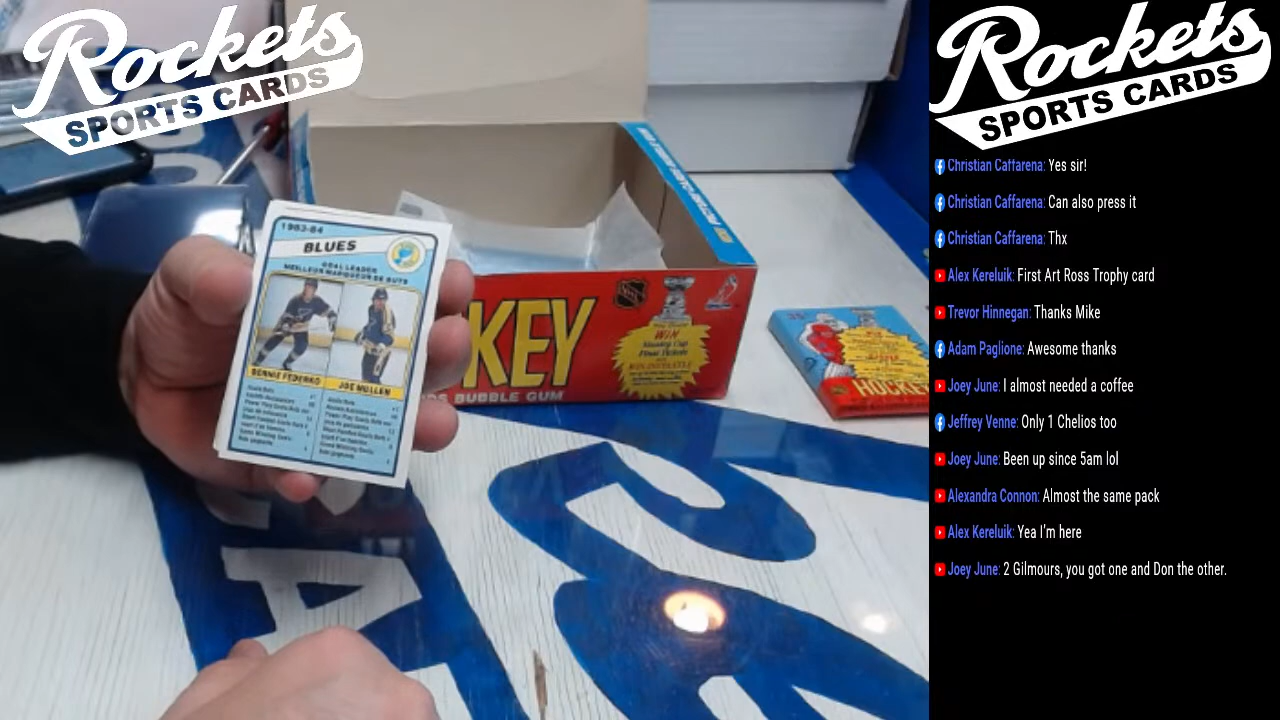 Rockets
SPORTS CARDS
1983-84
BLUES
GOAL LEADER
MEILLEUR MARQUEUR DE BUTS
BERNIE FEDERKO
JOE MULLEN
KEY
NHL
WIN
Stanley Cup
BUBBLE GUM
HOCKEY
Rockets
SPORTS CARDS
Christian Caffarena: Yes sir!
Christian Caffarena: Can also press it
Christian Caffarena: Thx
Alex Kereluik: First Art Ross Trophy card
Trevor Hinnegan: Thanks Mike
Adam Paglione: Awesome thanks
Joey June: I almost needed a coffee
Jeffrey Venne: Only 1 Chelios too
Joey June: Been up since 5am lol
Alexandra Connon: Almost the same pack
Alex Kereluik: Yea I'm here
Joey June: 2 Gilmours, you got one and Don the other.